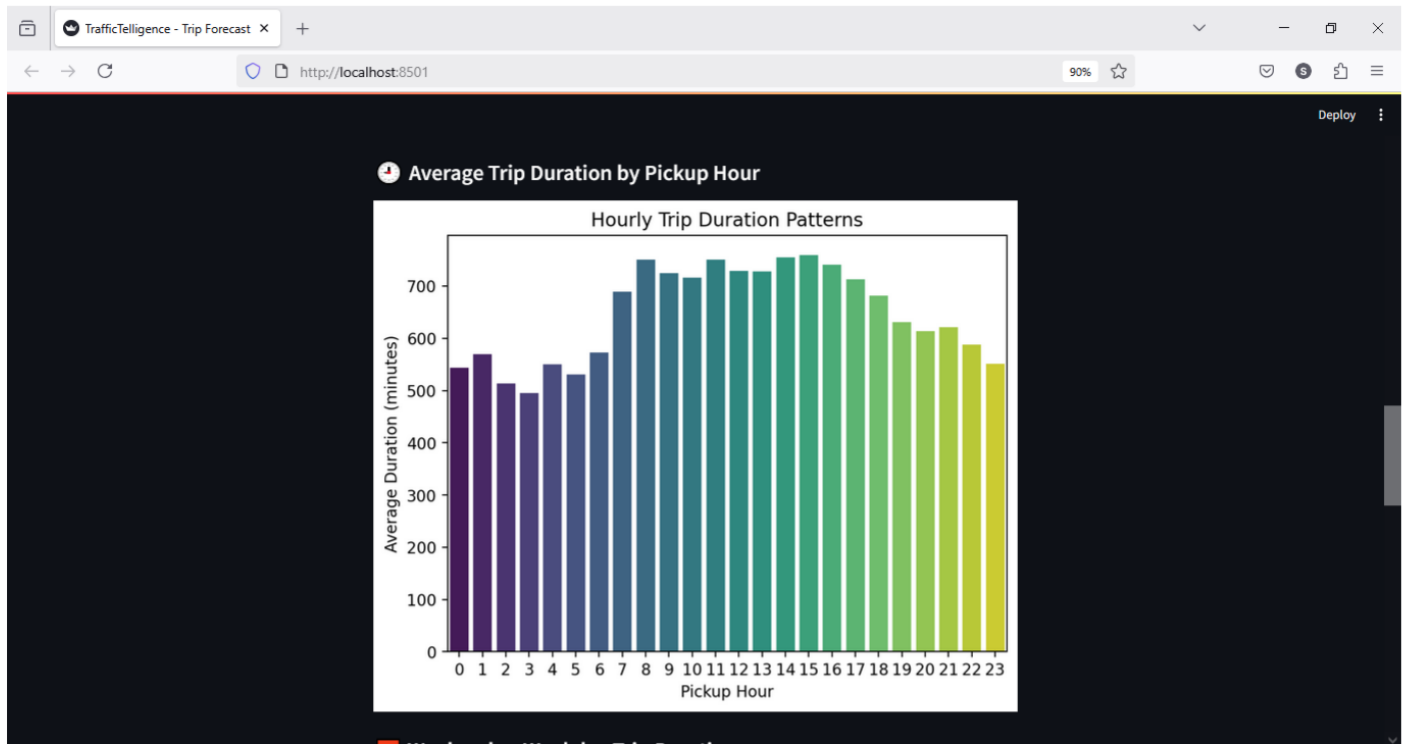 TrafficTelligence - Trip Forecast
http://localhost:8501
90%
S
Deploy
Average Trip Duration by Pickup Hour
Hourly Trip Duration Patterns
700
600
500
400
300
200
100
0
Average Duration (minutes)
0 1 2 3 4 5 6 7 8 9 10 11 12 13 14 15 16 17 18 19 20 21 22 23
Pickup Hour